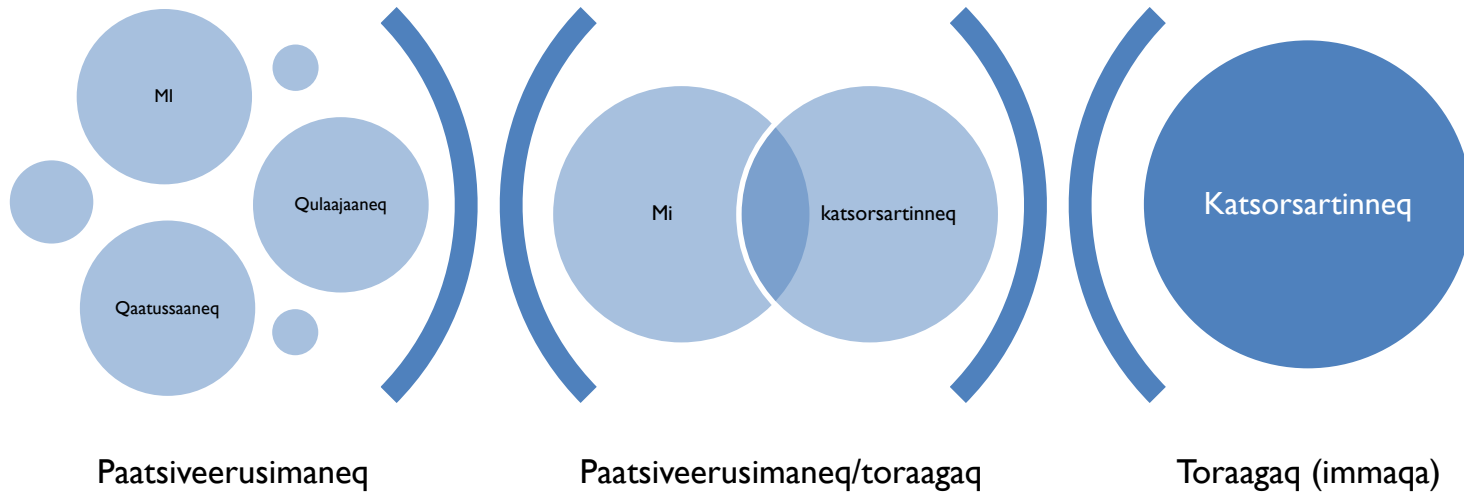 MI
Qulaajaaneq
Qaatussaaneq
Mi
katsorsartinneq
Katsorsartinneq
Paatsiveerusimaneq
Paatsiveerusimaneq/toraagaq
Toraagaq (immaqa)